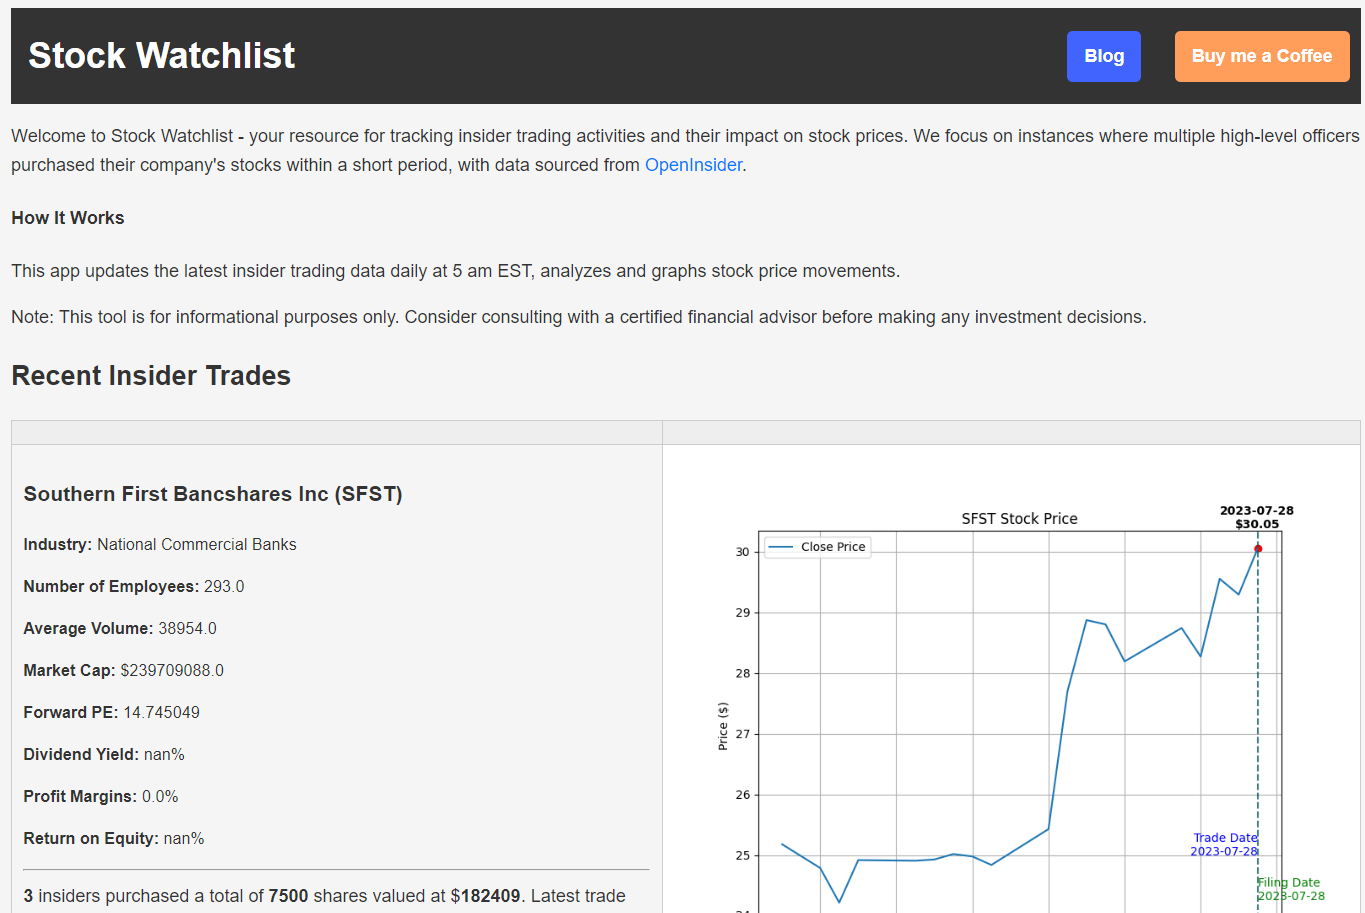 Stock Watchlist
Blog
Buy me a Coffee
Welcome to Stock Watchlist - your resource for tracking insider trading activities and their impact on stock prices. We focus on instances where multiple high-level officers
purchased their company's stocks within a short period, with data sourced from OpenInsider.
How It Works
This app updates the latest insider trading data daily at 5 am EST, analyzes and graphs stock price movements.
Note: This tool is for informational purposes only. Consider consulting with a certified financial advisor before making any investment decisions.
Recent Insider Trades
Southern First Bancshares Inc (SFST)
Industry: National Commercial Banks
Number of Employees: 293.0
Average Volume: 38954.0
Market Cap: $239709088.0
Forward PE: 14.745049
Dividend Yield: nan%
Profit Margins: 0.0%
Return on Equity: nan%
3 insiders purchased a total of 7500 shares valued at $182409. Latest trade
SFST Stock Price
2023-07-28
$30.05
Close Price
30
29
28
27
26
25
24
Price ($)
Trade Date
2023-07-28
Filing Date
2023-07-28